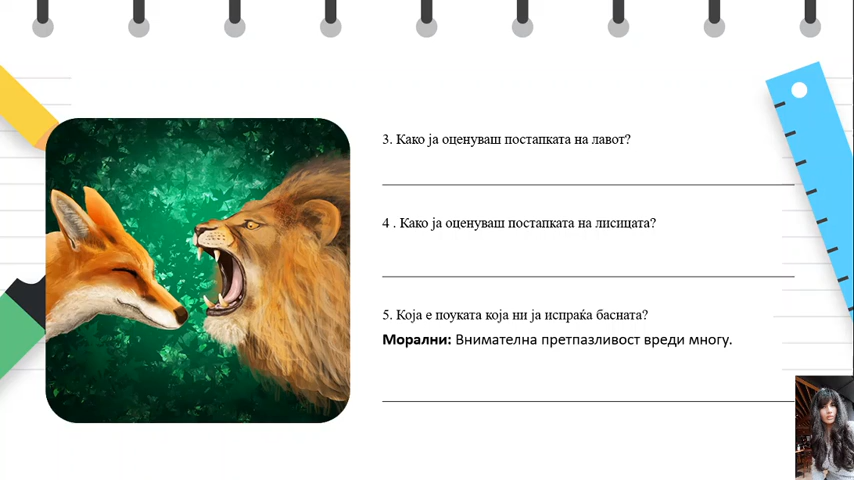 3. Како ја оценуваш постапката на лавот?
4 . Како ја оценуваш постапката на лисицата?
5. Која е поуката која ни ја испраќа басната?
Морални: Внимателна претпазливост вреди многу.